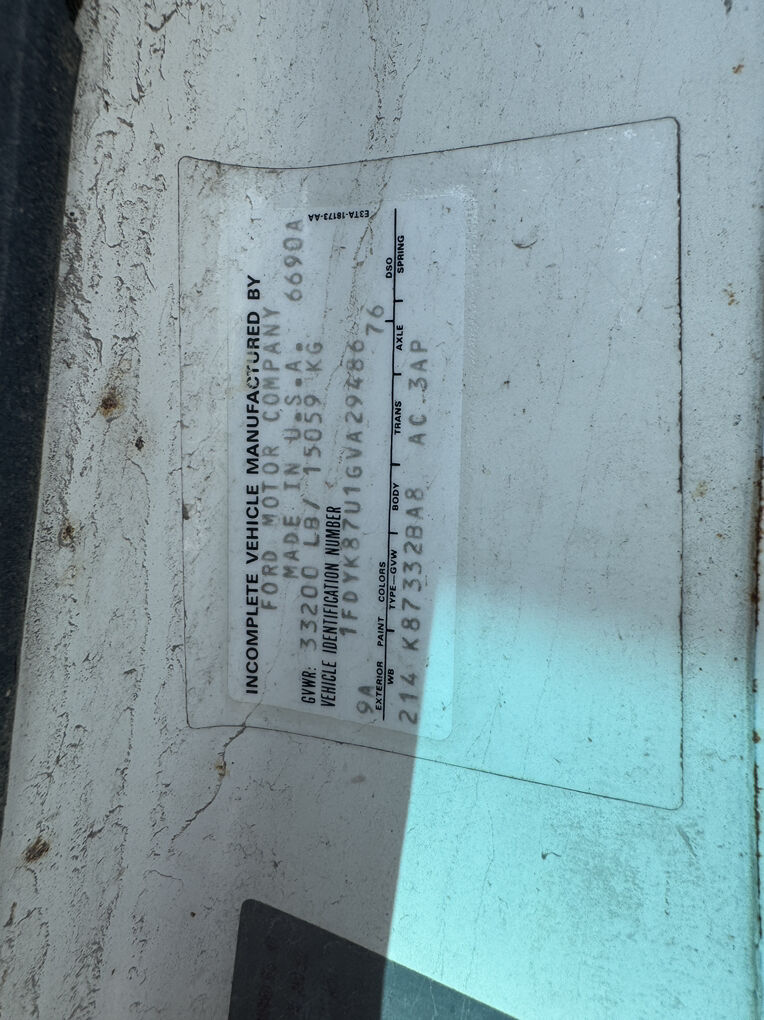 INCOMPLETE VEHICLE MANUFACTURED BY
FORD MOTOR COMPANY
MADE IN U.S.A. 6690A
GVWR: 33200 LB/ 15059 KG
VEHICLE IDENTIFICATION NUMBER
1FDYK87U1GVA29486
9A 76
EXTERIOR PAINT COLORS DSO
WB TYPE—GVW BODY TRANS AXLE SPRING
214 K87332BA8 AC 3AP
E3TA-18173-AA